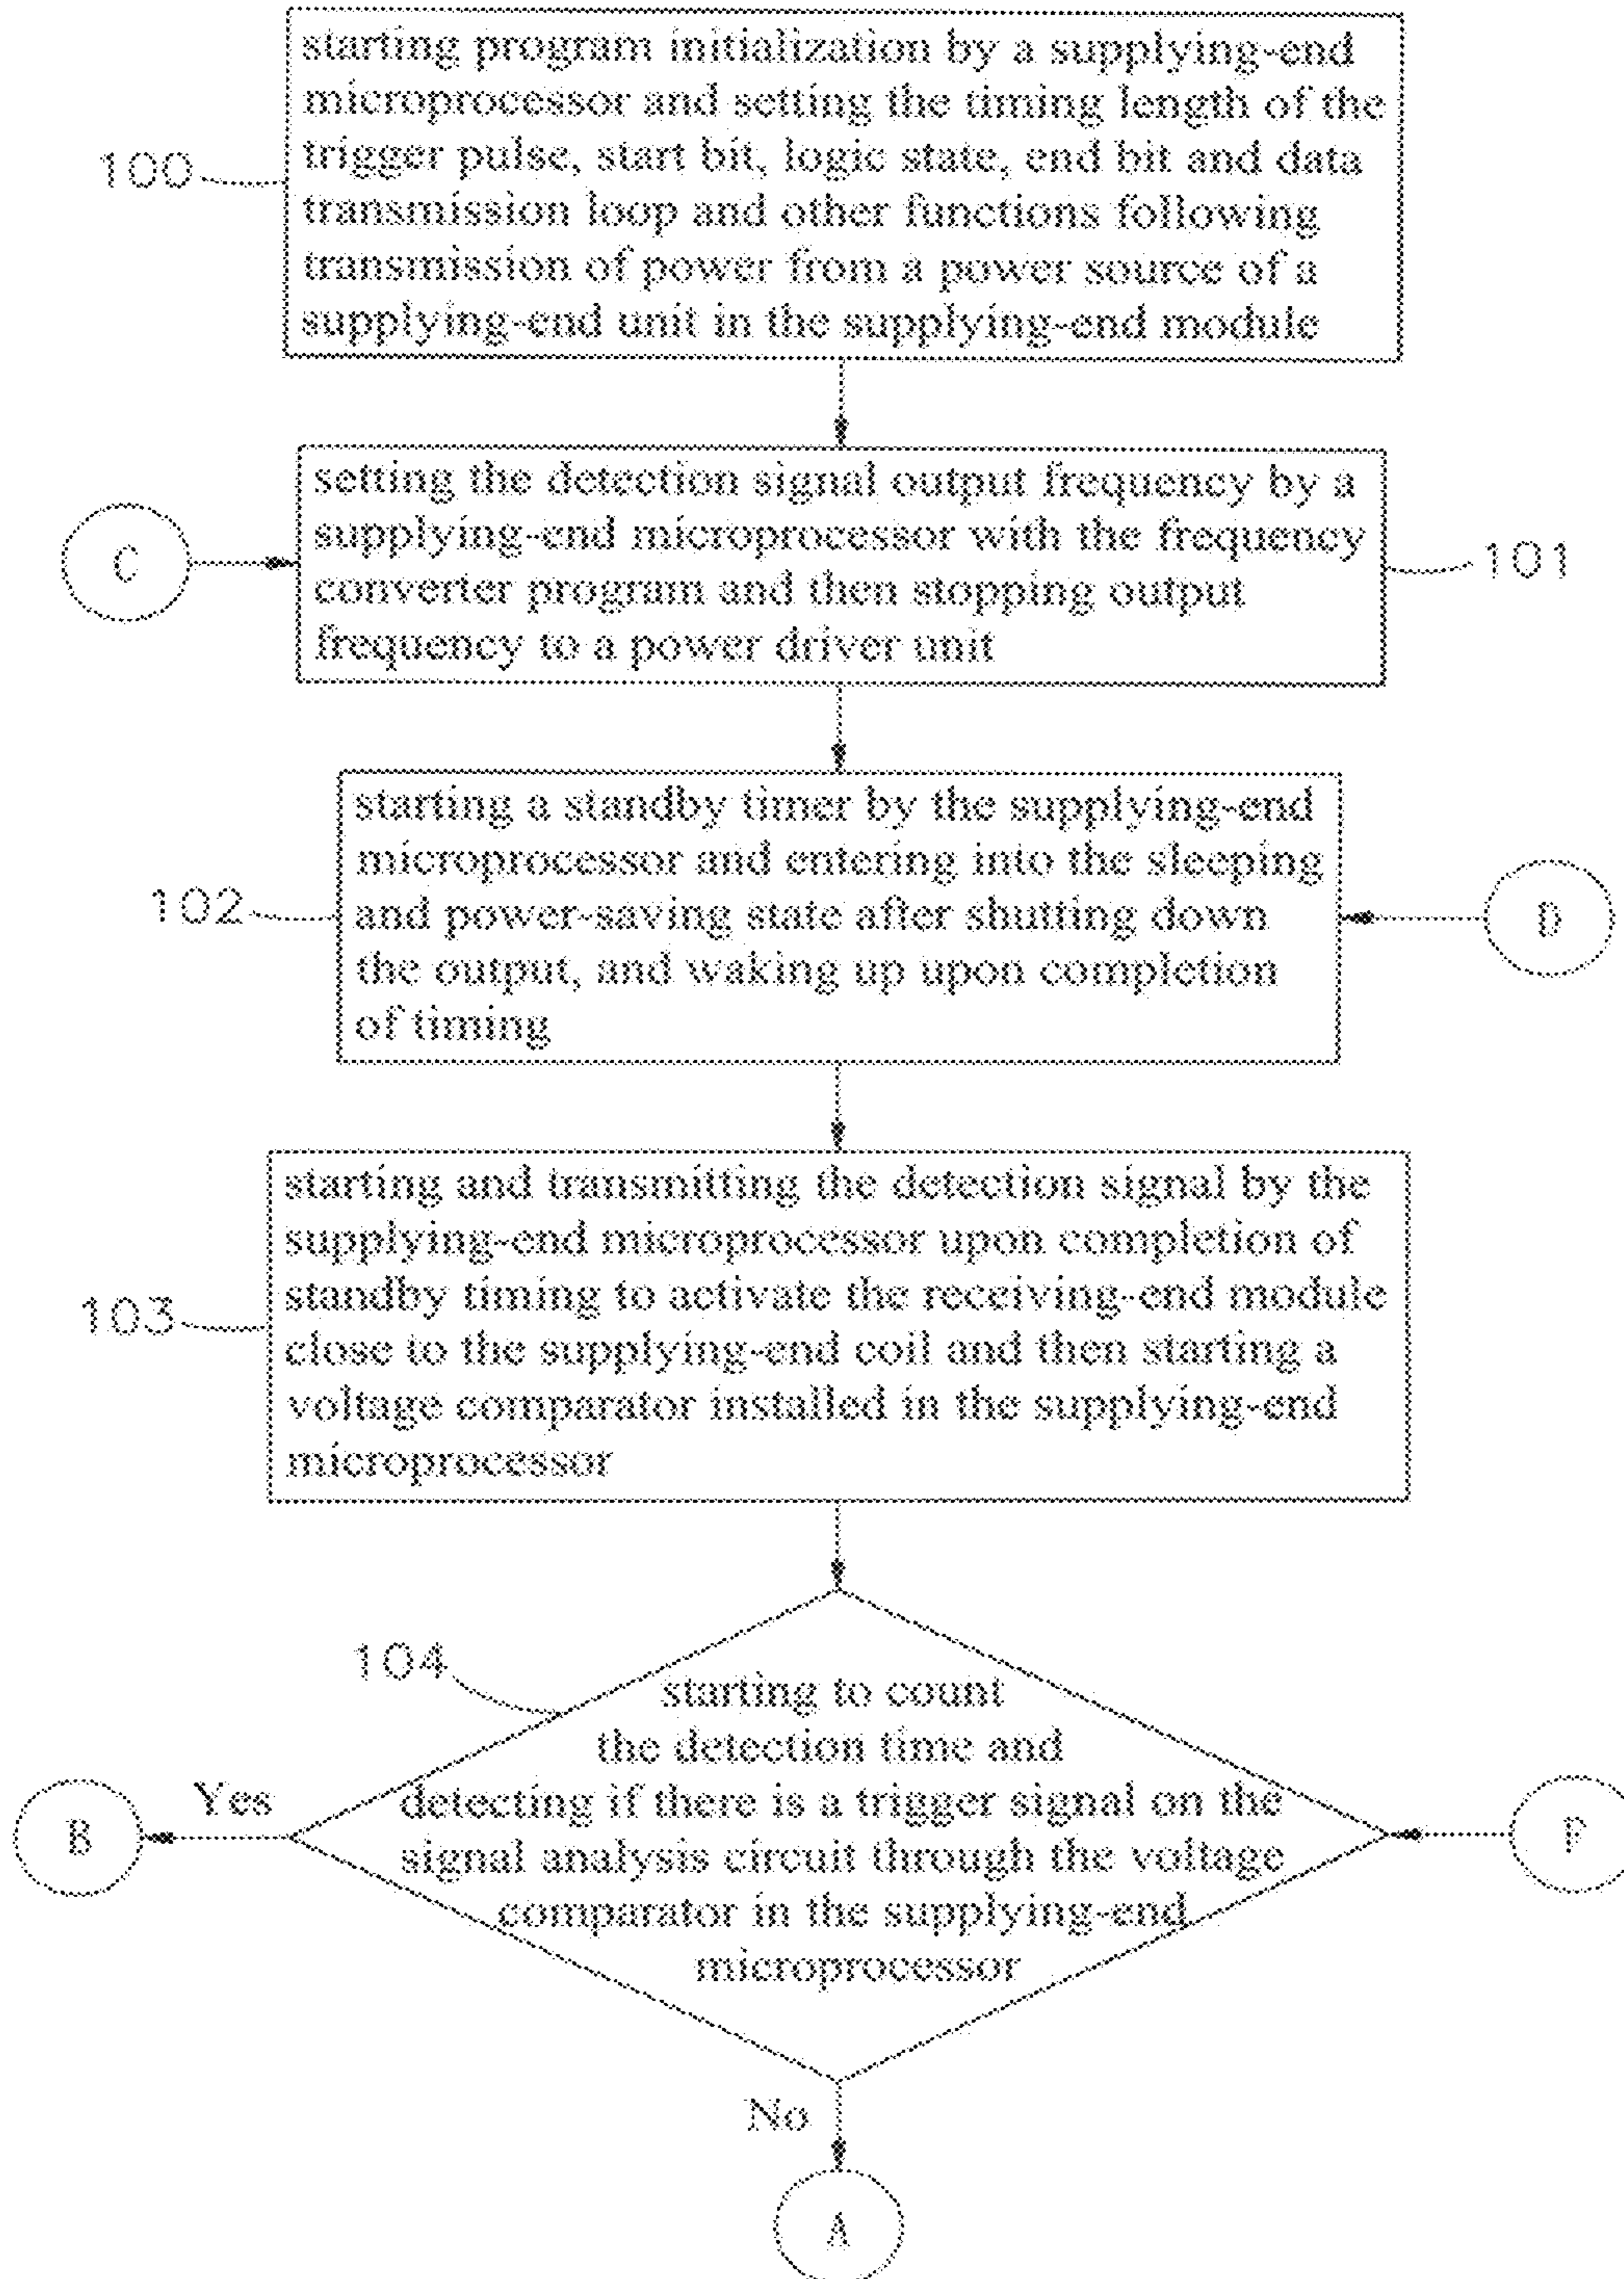 starting program initialization by a supplying-end
microprocessor and setting the timing length of the
trigger pulse, start bit, logic state, end bit and data
transmission loop and other functions following
transmission of power from a power source of a
supplying-end unit in the supplying-end module
100
setting the detection signal output frequency by a
supplying-end microprocessor with the frequency
converter program and then stopping output
frequency to a power driver unit
C
101
starting a standby timer by the supplying-end
microprocessor and entering into the sleeping
and power-saving state after shutting down
the output, and waking up upon completion
of timing
102
D
starting and transmitting the detection signal by the
supplying-end microprocessor upon completion of
standby timing to activate the receiving-end module
close to the supplying-end coil and then starting a
voltage comparator installed in the supplying-end
microprocessor
103
104
starting to count
the detection time and
detecting if there is a trigger signal on the
signal analysis circuit through the voltage
comparator in the supplying-end
microprocessor
Yes
B
No
A